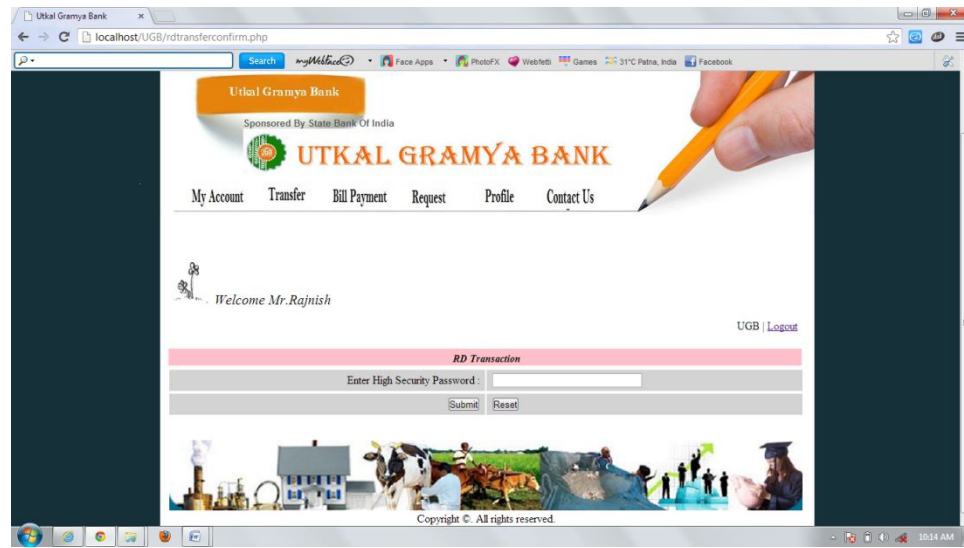 Utkal Gramya Bank
localhost/UGB/rdtransferconfirm.php
Search myWebface Face Apps PhotoFX Webfetti Games 31°C Patna, India Facebook
Utkal Gramya Bank
Sponsored By State Bank Of India
UGB
UTKAL GRAMYA BANK
My Account Transfer Bill Payment Request Profile Contact Us
Welcome Mr.Rajnish
UGB | Logout
RD Transaction
Enter High Security Password :
Submit Reset
Copyright ©. All rights reserved.
10:14 AM